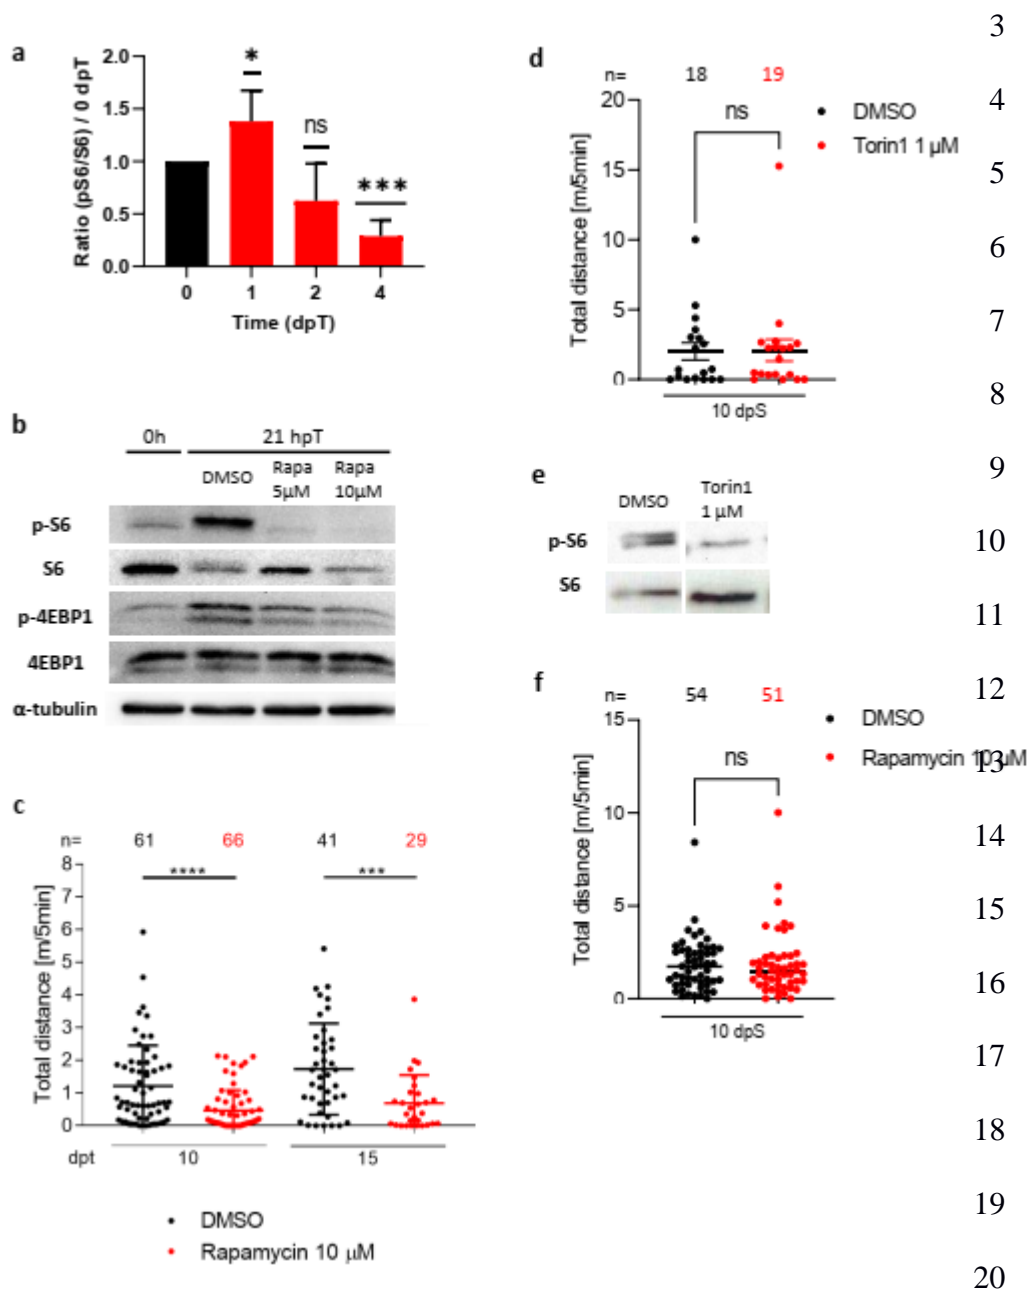 3
4
5
6
7
8
9
10
11
12
13
14
15
16
17
18
19
20
a
Ratio (pS6/S6) / 0 dpT
2.0
1.5
1.0
0.5
0.0
*
ns
***
0 1 2 4
Time (dpT)
b
0h 21 hpT
DMSO Rapa 5µM Rapa 10µM
p-S6
S6
p-4EBP1
4EBP1
α-tubulin
c
n= 61 66 41 29
**** ***
Total distance [m/5min]
8
7
6
5
4
3
2
1
0
dpt 10 15
DMSO
Rapamycin 10 µM
d
n= 18 19
ns
DMSO
Torin1 1 µM
Total distance [m/5min]
20
15
10
5
0
10 dpS
e
DMSO Torin1 1 µM
p-S6
S6
f
n= 54 51
ns
DMSO
Rapamycin 10 µM
Total distance [m/5min]
15
10
5
0
10 dpS